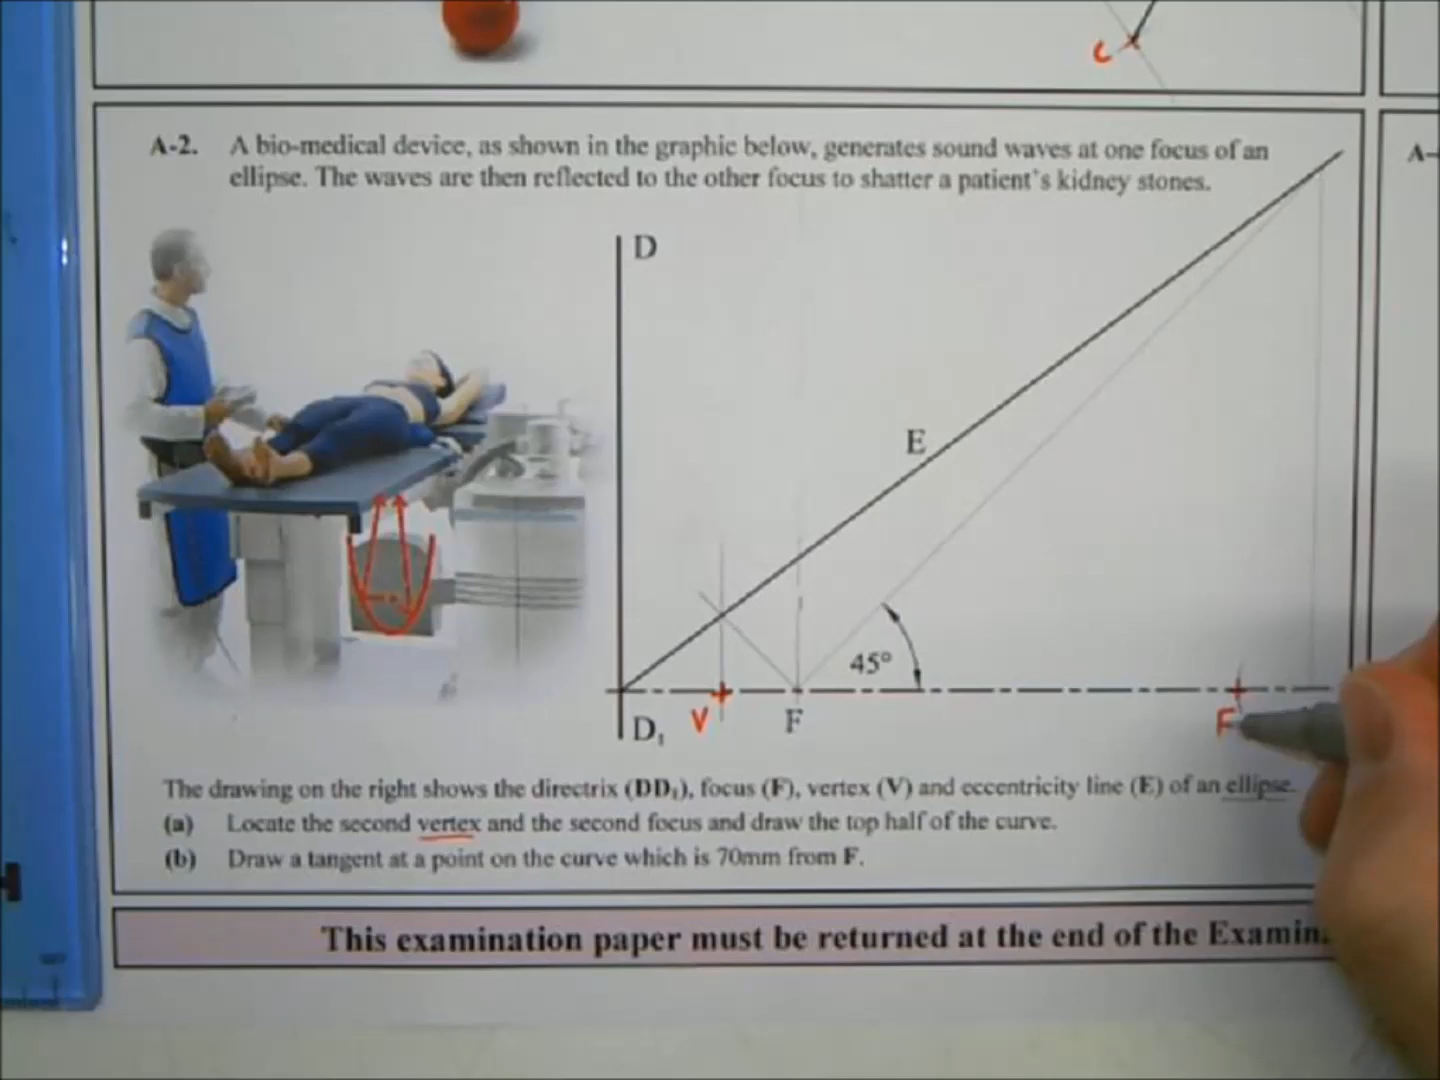 C
A-2. A bio-medical device, as shown in the graphic below, generates sound waves at one focus of an
ellipse. The waves are then reflected to the other focus to shatter a patient's kidney stones.
A-
D
E
45°
D₁
V
F
F
The drawing on the right shows the directrix (DD₁), focus (F), vertex (V) and eccentricity line (E) of an ellipse.
(a) Locate the second vertex and the second focus and draw the top half of the curve.
(b) Draw a tangent at a point on the curve which is 70mm from F.
This examination paper must be returned at the end of the Examin